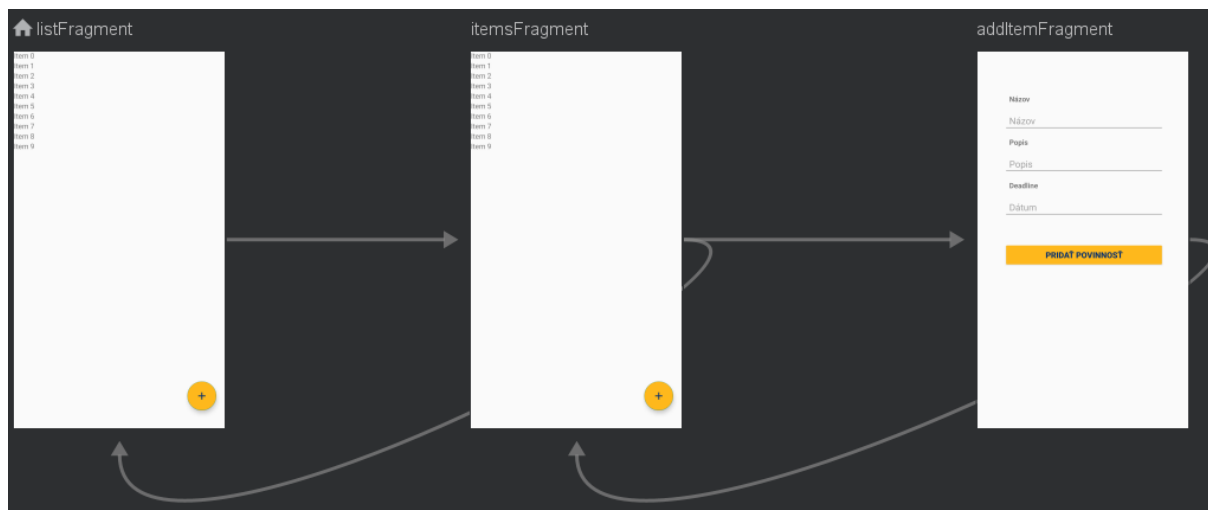 listFragment
Item 0
Item 1
Item 2
Item 3
Item 4
Item 5
Item 6
Item 7
Item 8
Item 9
+
itemsFragment
Item 0
Item 1
Item 2
Item 3
Item 4
Item 5
Item 6
Item 7
Item 8
Item 9
+
addItemFragment
Názov
Názov
Popis
Popis
Deadline
Dátum
PRIDAŤ POVINNOSŤ